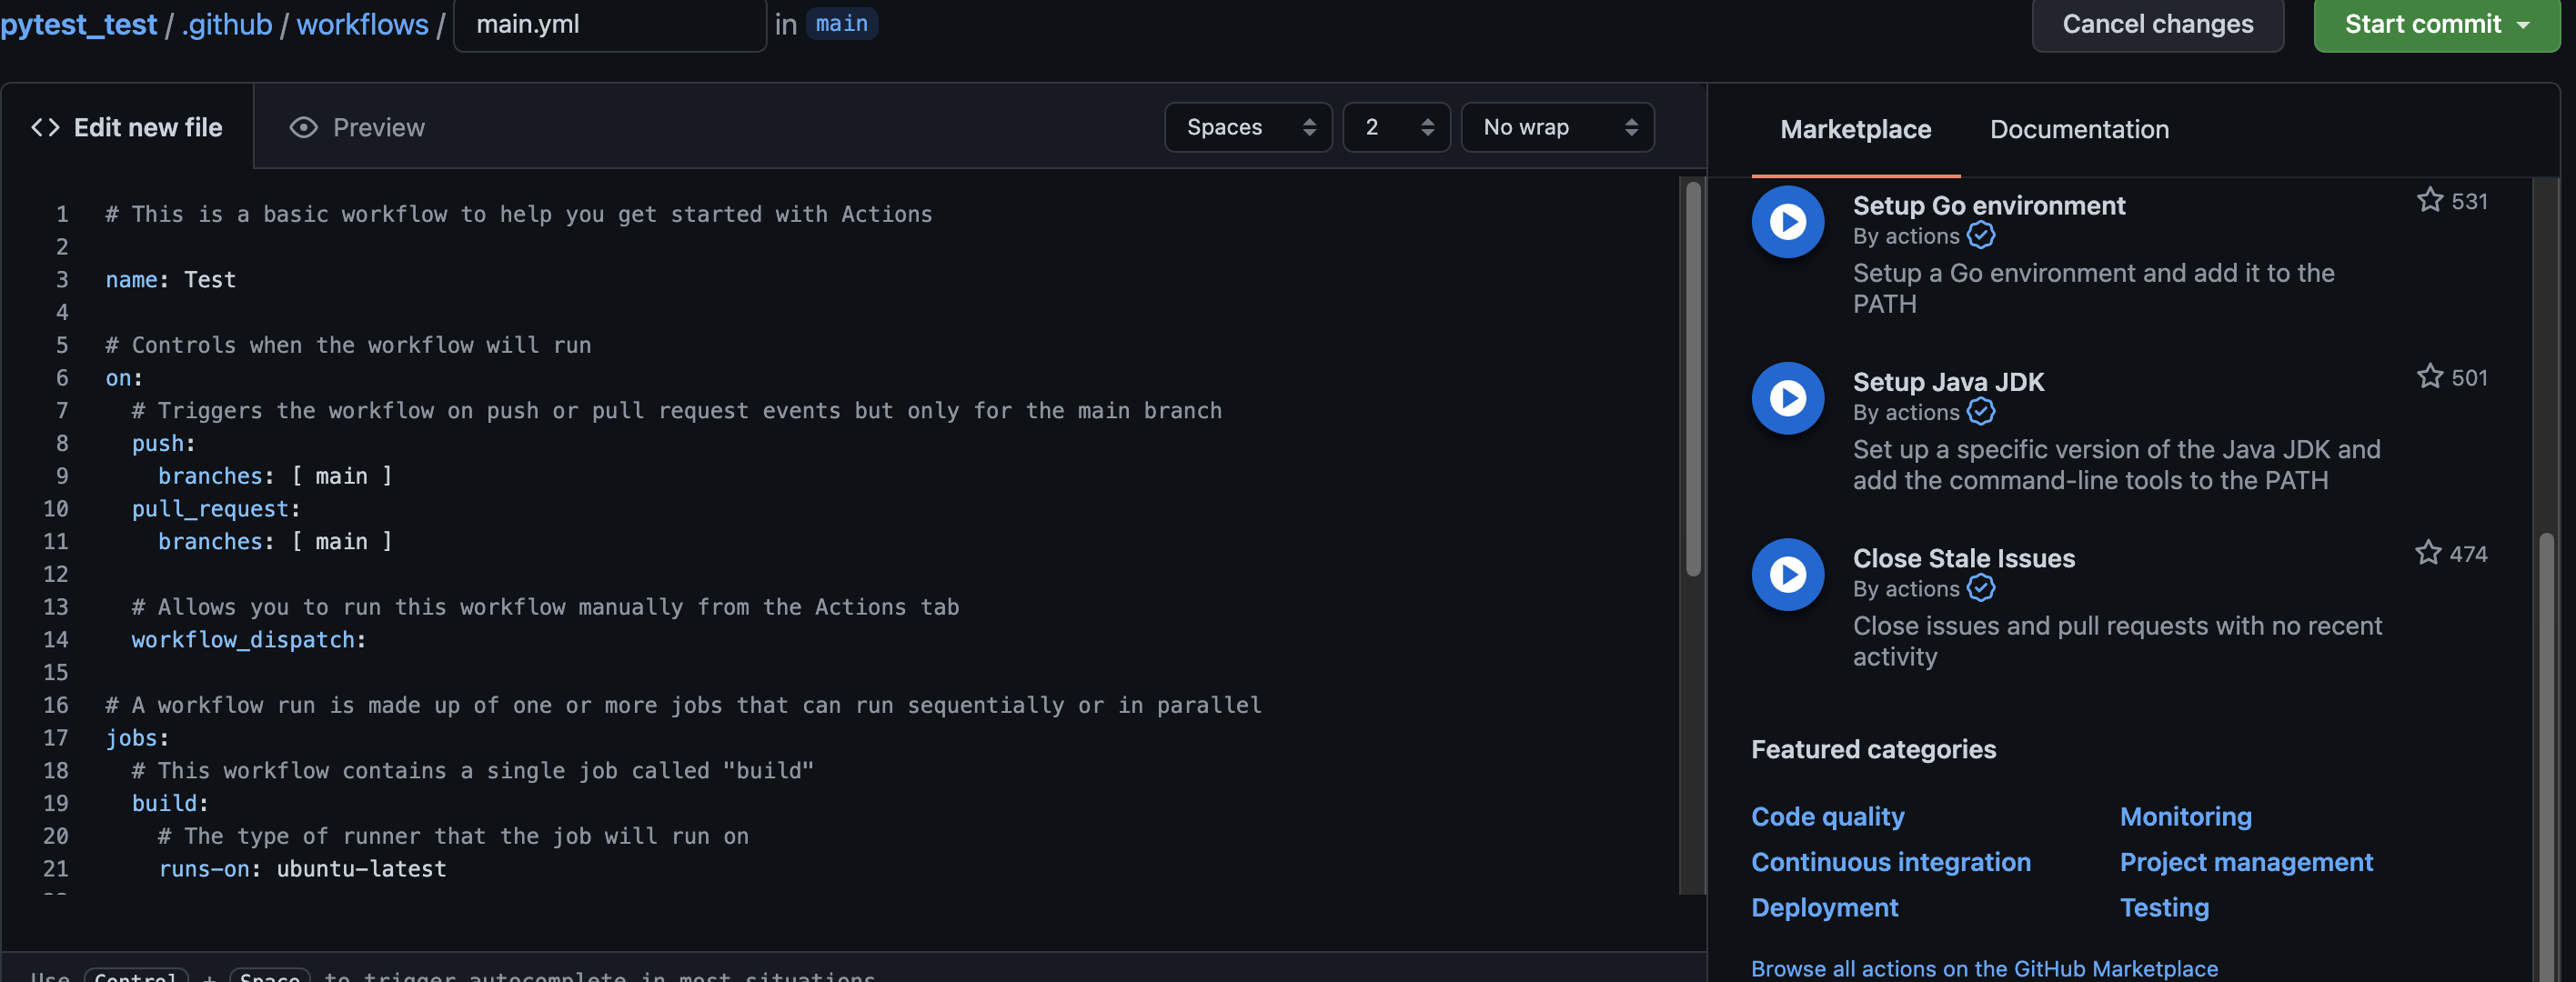 pytest_test / .github / workflows / main.yml in main
Cancel changes
Start commit
Edit new file
Preview
Spaces
2
No wrap
1 # This is a basic workflow to help you get started with Actions
2
3 name: Test
4
5 # Controls when the workflow will run
6 on:
7 # Triggers the workflow on push or pull request events but only for the main branch
8 push:
9 branches: [ main ]
10 pull_request:
11 branches: [ main ]
12
13 # Allows you to run this workflow manually from the Actions tab
14 workflow_dispatch:
15
16 # A workflow run is made up of one or more jobs that can run sequentially or in parallel
17 jobs:
18 # This workflow contains a single job called "build"
19 build:
20 # The type of runner that the job will run on
21 runs-on: ubuntu-latest
Use Control + Space to trigger autocomplete in most situations
Marketplace
Documentation
Setup Go environment
531
By actions
Setup a Go environment and add it to the
PATH
Setup Java JDK
501
By actions
Set up a specific version of the Java JDK and
add the command-line tools to the PATH
Close Stale Issues
474
By actions
Close issues and pull requests with no recent
activity
Featured categories
Code quality
Monitoring
Continuous integration
Project management
Deployment
Testing
Browse all actions on the GitHub Marketplace